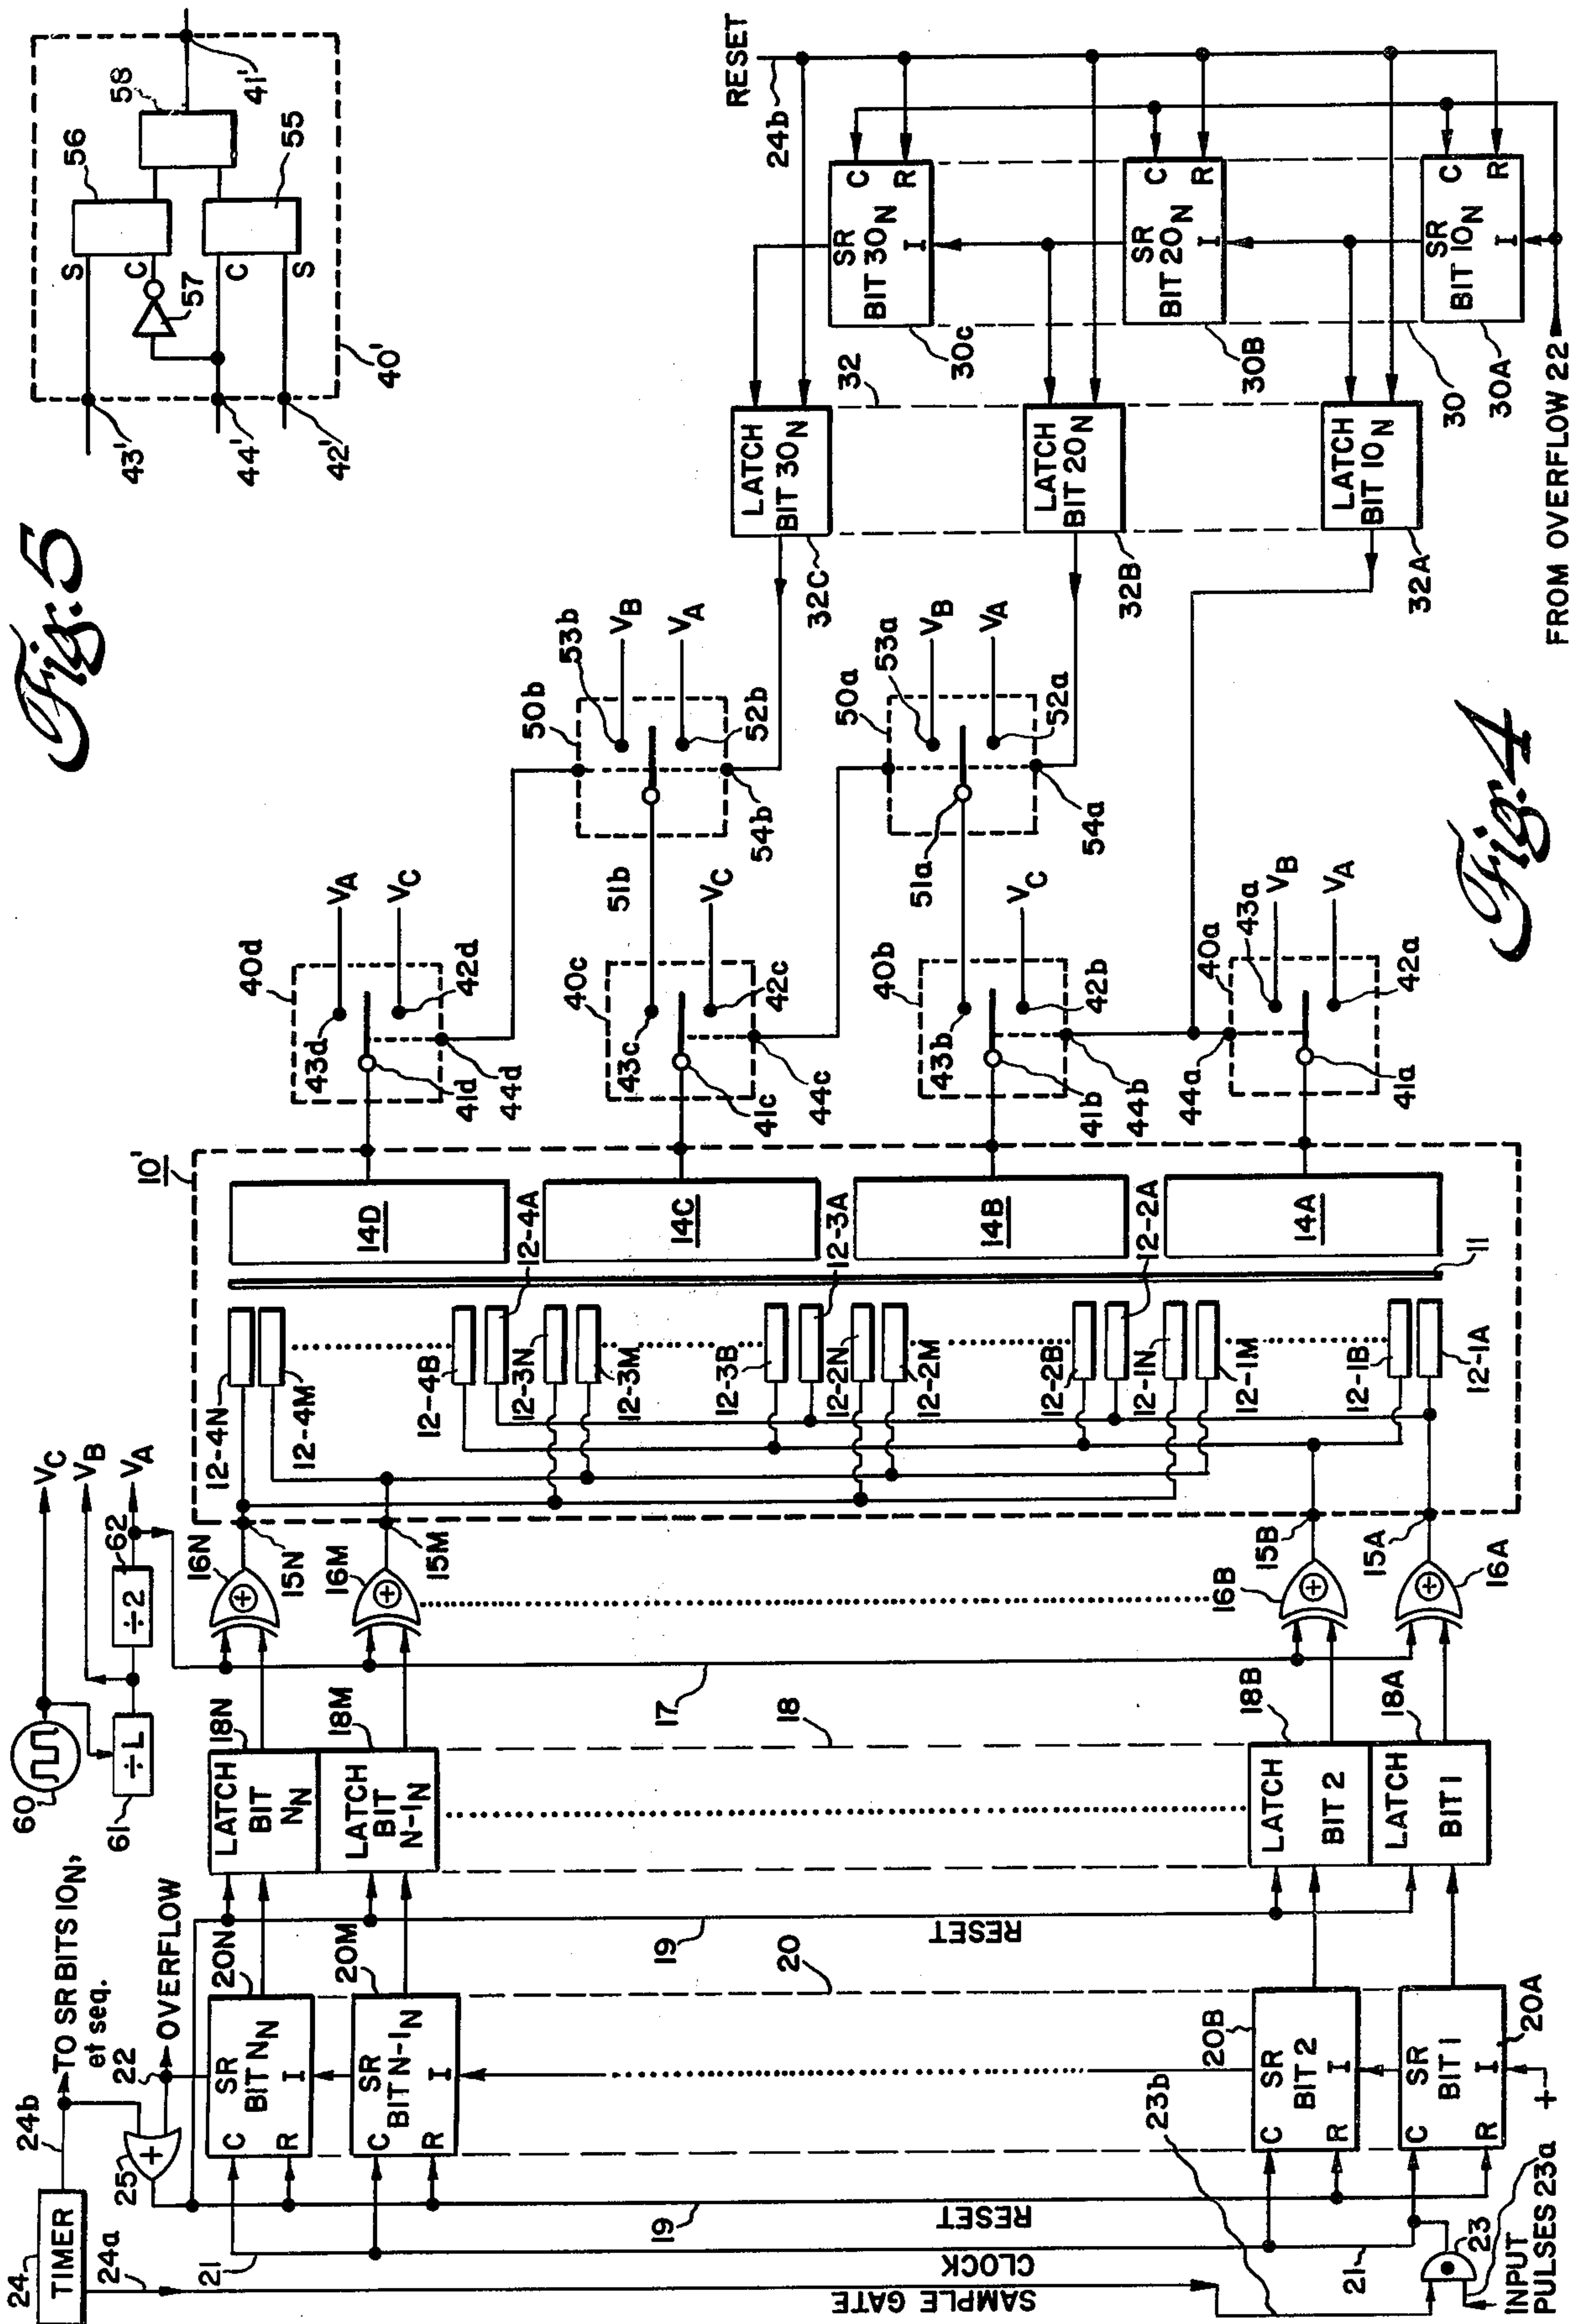 Fig. 5
43'
44'
42'
40'
S
C
C
S
56
57
55
58
41'
RESET
24b
C
R
SR
BIT 30N
I
30c
C
R
SR
BIT 20N
I
30B
C
R
SR
BIT 10N
I
30
30A
FROM OVERFLOW 22
32
LATCH
BIT 30N
32C
LATCH
BIT 20N
32B
LATCH
BIT 10N
32A
Fig. 4
50b
53b
VB
VA
52b
54b
51b
50a
53a
VB
VA
52a
54a
51a
40d
43d
VA
VC
42d
41d
44d
40c
43c
VC
42c
41c
44c
40b
43b
VC
42b
41b
44b
40a
43a
VB
VA
42a
44a
41a
10'
14D
14C
14B
14A
11
12-4N
12-4M
12-4B
12-4A
12-3N
12-3M
12-3B
12-3A
12-2N
12-2M
12-2B
12-2A
12-1N
12-1M
12-1B
12-1A
VC
VB
VA
60
61
÷L
62
÷2
16N
15N
16M
15M
16B
15B
15A
16A
17
18N
LATCH
BIT
NN
18M
LATCH
BIT
N-1N
18
18B
LATCH
BIT 2
18A
LATCH
BIT 1
19
RESET
TO SR BITS 10N,
et seq.
OVERFLOW
22
24b
25
24
TIMER
24a
20N
SR
BIT NN
C
R
I
20M
SR
BIT N-1N
C
R
I
20
20B
SR
BIT 2
C
R
I
20A
SR
BIT 1
C
R
I
+
19
RESET
21
CLOCK
SAMPLE GATE
23b
21
23
INPUT
PULSES 23a